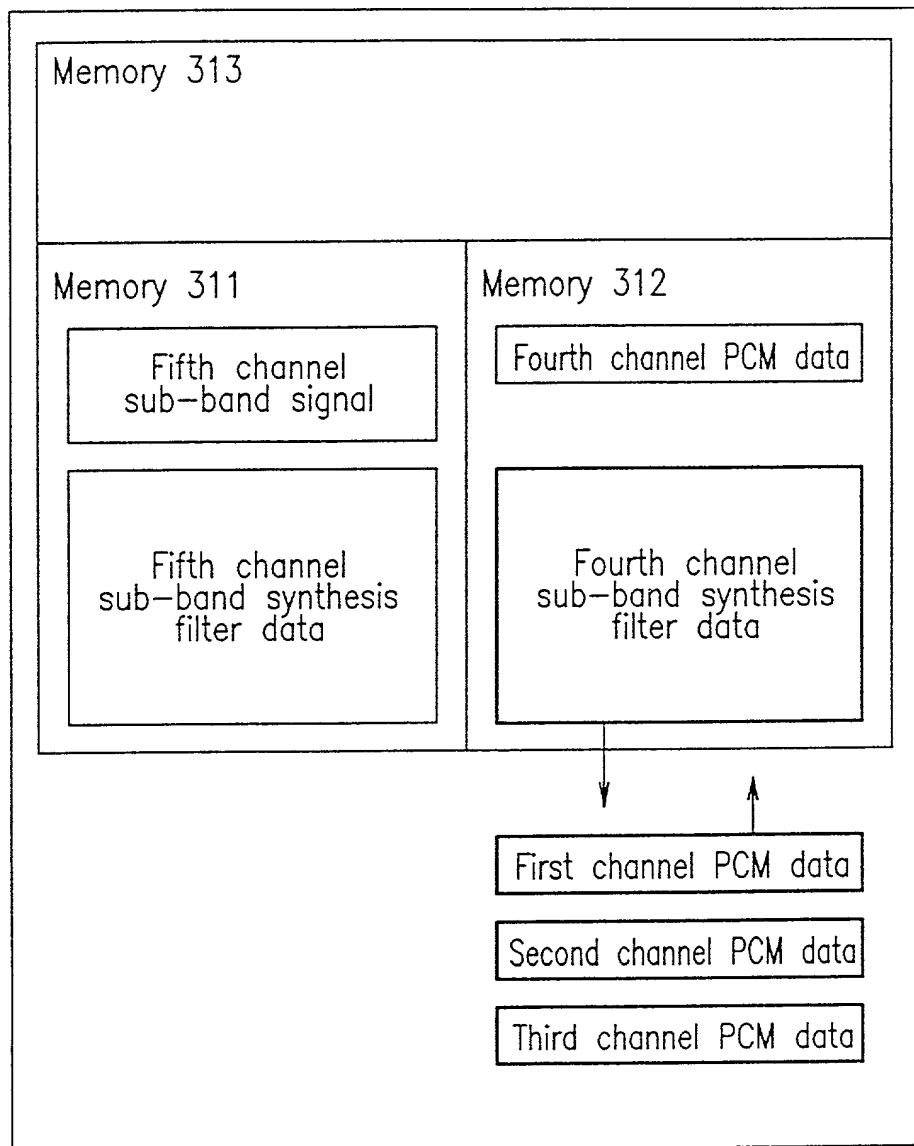 Memory 313
Memory 311
Fifth channel
sub-band signal
Fifth channel
sub-band synthesis
filter data
Memory 312
Fourth channel PCM data
Fourth channel
sub-band synthesis
filter data
First channel PCM data
Second channel PCM data
Third channel PCM data